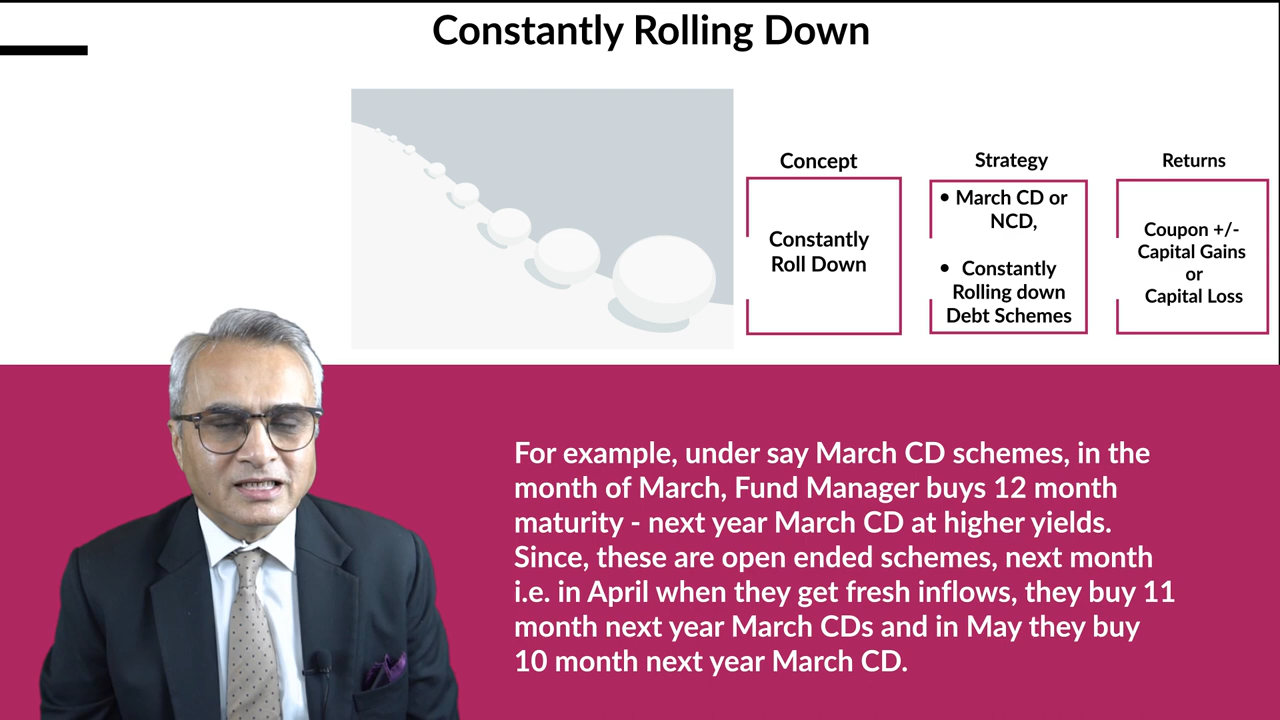 Constantly Rolling Down
Concept
Constantly
Roll Down
Strategy
• March CD or
NCD,
• Constantly
Rolling down
Debt Schemes
Returns
Coupon +/-
Capital Gains
or
Capital Loss
For example, under say March CD schemes, in the
month of March, Fund Manager buys 12 month
maturity - next year March CD at higher yields.
Since, these are open ended schemes, next month
i.e. in April when they get fresh inflows, they buy 11
month next year March CDs and in May they buy
10 month next year March CD.